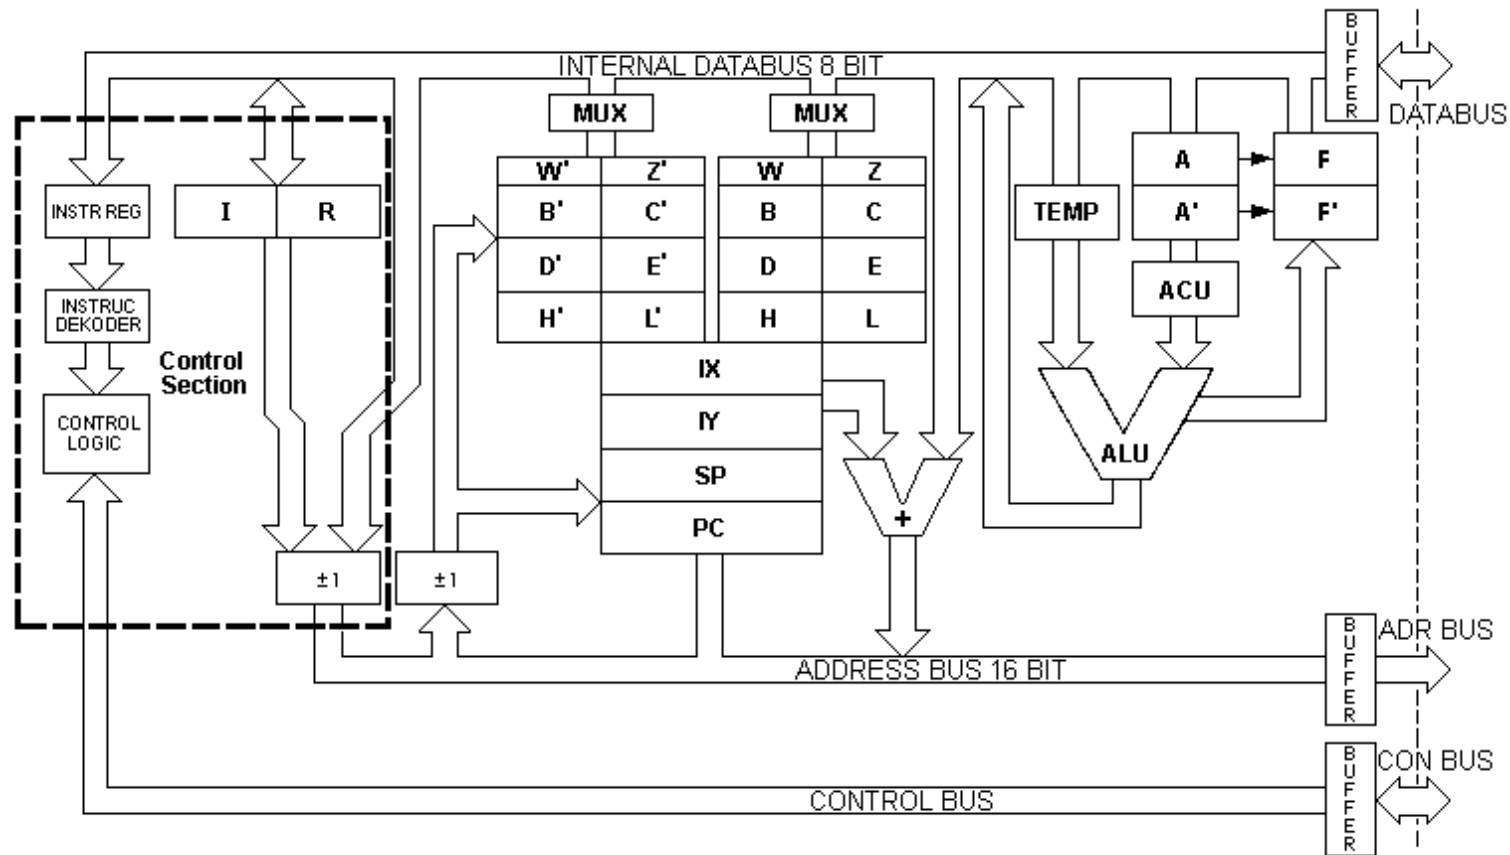 INTERNAL DATABUS 8 BIT
BUFFER
DATABUS
MUX
MUX
INSTR REG
I
R
W'
Z'
W
Z
B'
C'
B
C
D'
E'
D
E
H'
L'
H
L
TEMP
A
F
A'
F'
ACU
INSTRUC
DEKODER
Control
Section
CONTROL
LOGIC
IX
IY
SP
PC
ALU
+
±1
±1
BUFFER
ADR BUS
ADDRESS BUS 16 BIT
BUFFER
CON BUS
CONTROL BUS